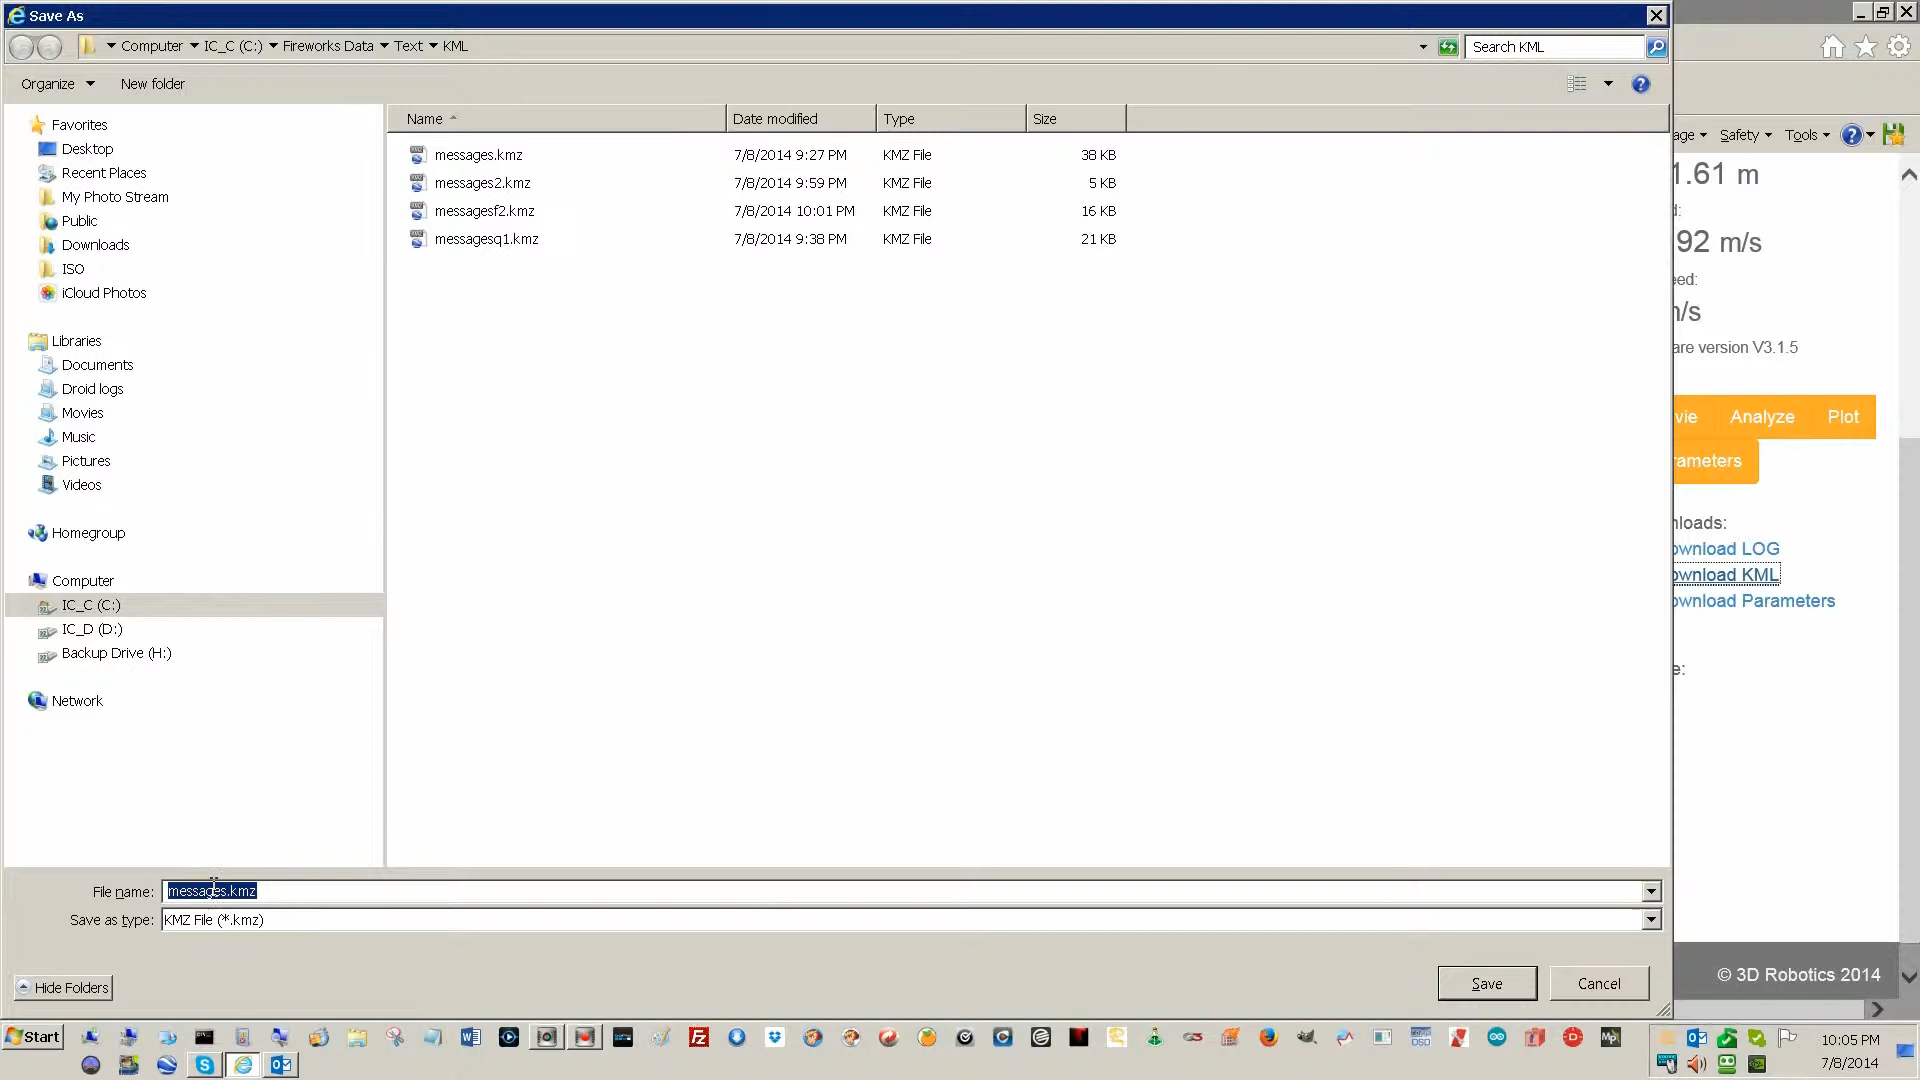 Save As
Computer IC_C (C:) Fireworks Data Text KML
Search KML
Organize New folder
Favorites
Desktop
Recent Places
My Photo Stream
Public
Downloads
ISO
iCloud Photos
Libraries
Documents
Droid logs
Movies
Music
Pictures
Videos
Homegroup
Computer
IC_C (C:)
IC_D (D:)
Backup Drive (H:)
Network
Name Date modified Type Size
messages.kmz 7/8/2014 9:27 PM KMZ File 38 KB
messages2.kmz 7/8/2014 9:59 PM KMZ File 5 KB
messagesf2.kmz 7/8/2014 10:01 PM KMZ File 16 KB
messagesq1.kmz 7/8/2014 9:38 PM KMZ File 21 KB
File name: messages.kmz
Save as type: KMZ File (*.kmz)
Hide Folders
Save Cancel
age Safety Tools
1.61 m
d:
92 m/s
eed:
n/s
are version V3.1.5
vie Analyze Plot
rameters
nloads:
ownload LOG
ownload KML
ownload Parameters
e:
© 3D Robotics 2014
Start
10:05 PM
7/8/2014